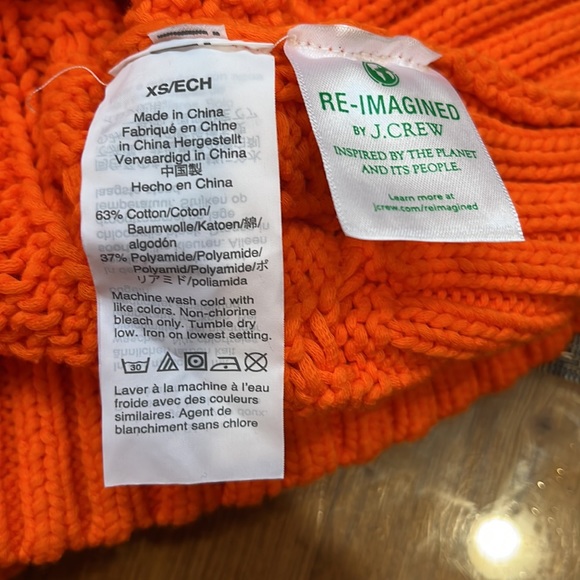 XS/ECH
Made in China
Fabriqué en Chine
in China Hergestellt
Vervaardigd in China
中国製
Hecho en China
63% Cotton/Coton/
Baumwolle/Katoen/綿/
algodón
37% Polyamide/Polyamide/
Polyamid/Polyamide/ポ
リアミド/poliamida
Machine wash cold with
like colors. Non-chlorine
bleach only. Tumble dry
low. Iron on lowest setting.
30
Laver à la machine à l'eau
froide avec des couleurs
similaires. Agent de
blanchiment sans chlore
RE-IMAGINED
BY J.CREW
INSPIRED BY THE PLANET
AND ITS PEOPLE.
Learn more at
jcrew.com/reimagined